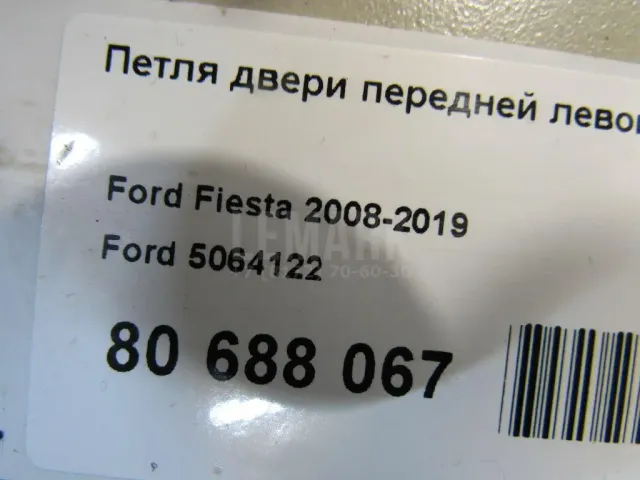 Петля двери передней
Ford Fiesta 2008-2019
Ford 5064122
80 688 067